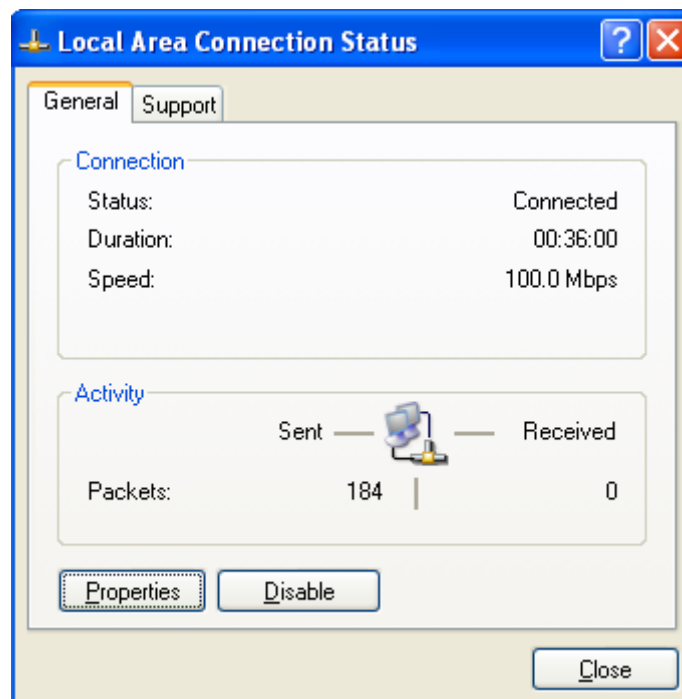 Local Area Connection Status
General Support
Connection
Status: Connected
Duration: 00:36:00
Speed: 100.0 Mbps
Activity
Sent Received
Packets: 184 0
Properties Disable
Close